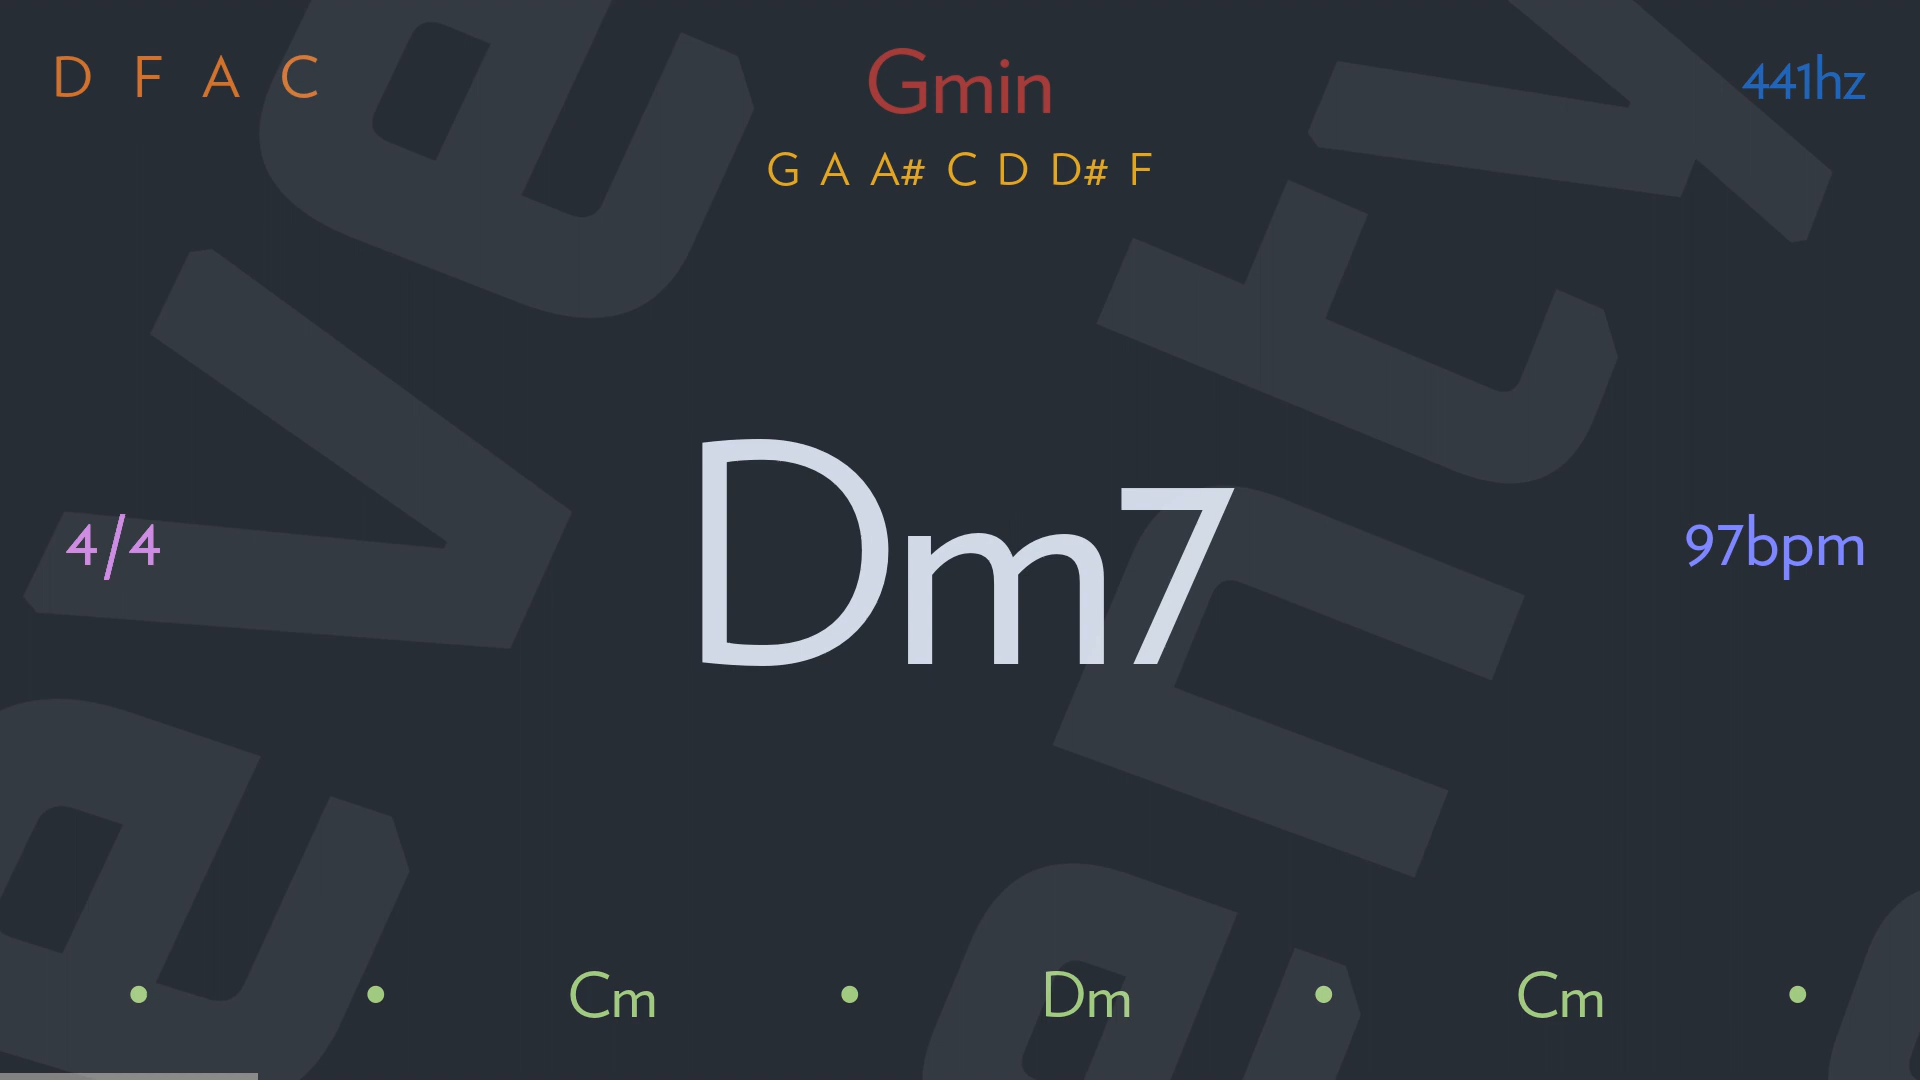 D F A C
Gmin
441hz
G A A# C D D# F
4/4
Dm7
97bpm
• • Cm • Dm • Cm •